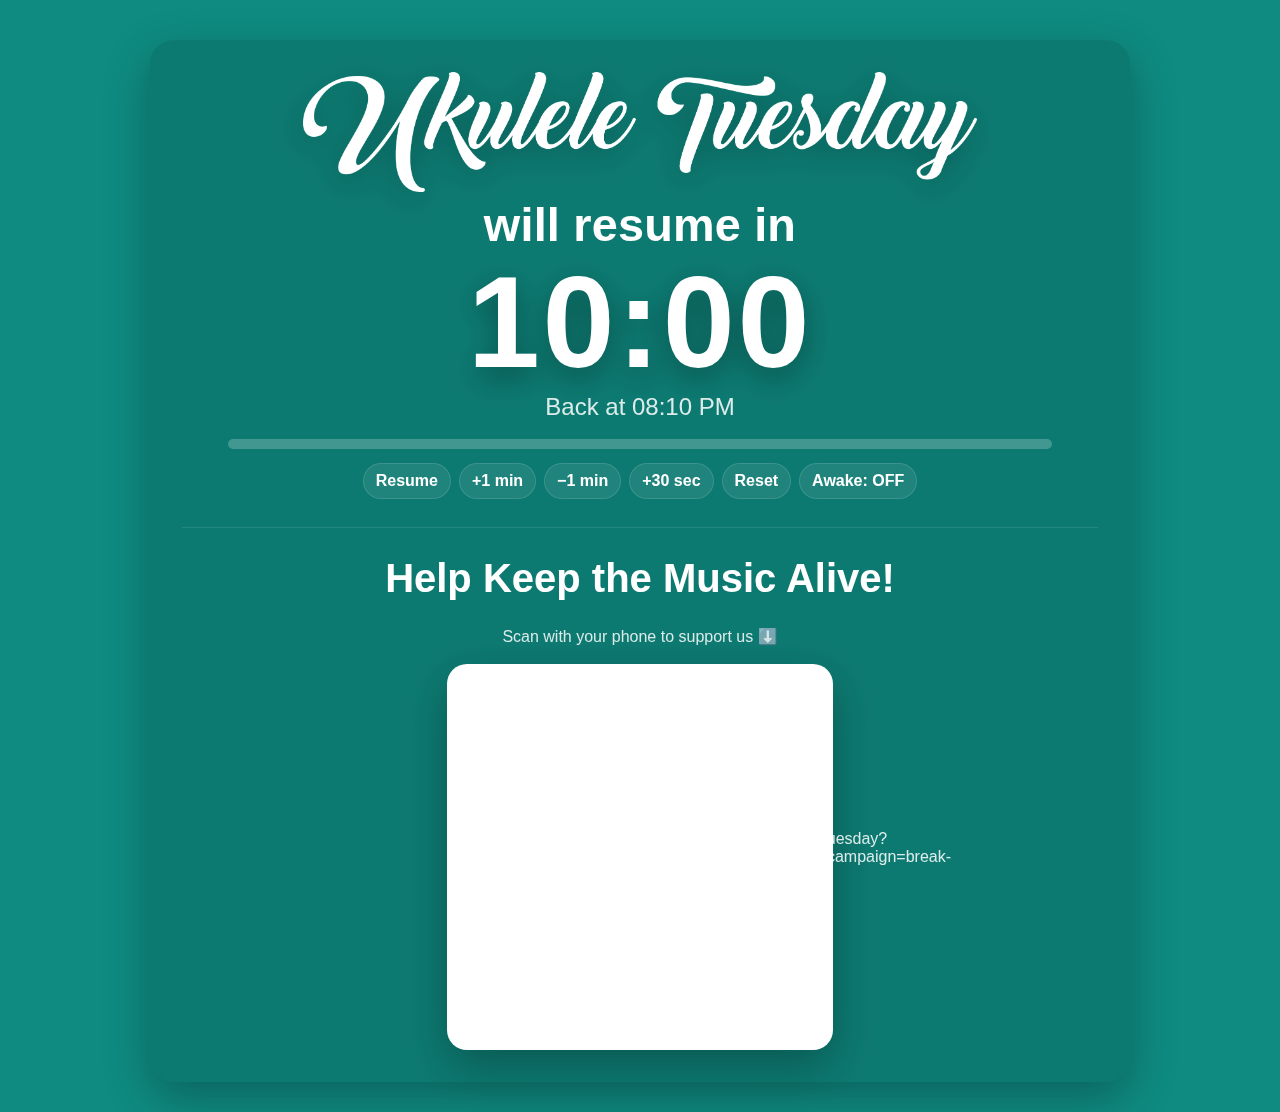 Ukulele Tuesday
will resume in
10:00
Back at 08:10 PM
Resume +1 min −1 min +30 sec Reset Awake: OFF
Help Keep the Music Alive!
Scan with your phone to support us ⬇️
uesday?
campaign=break-